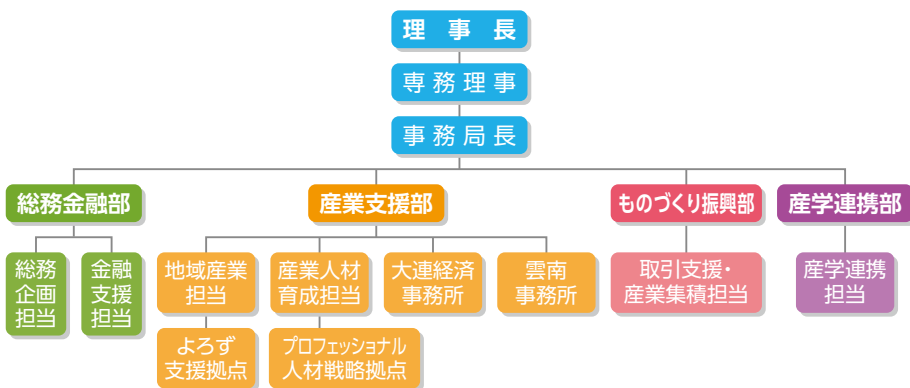 理事長
専務理事
事務局長
総務金融部
産業支援部
ものづくり振興部
産学連携部
総務
企画
担当
金融
支援
担当
地域産業
担当
産業人材
育成担当
大連経済
事務所
雲南
事務所
取引支援・
産業集積担当
産学連携
担当
よろず
支援拠点
プロフェッショナル
人材戦略拠点